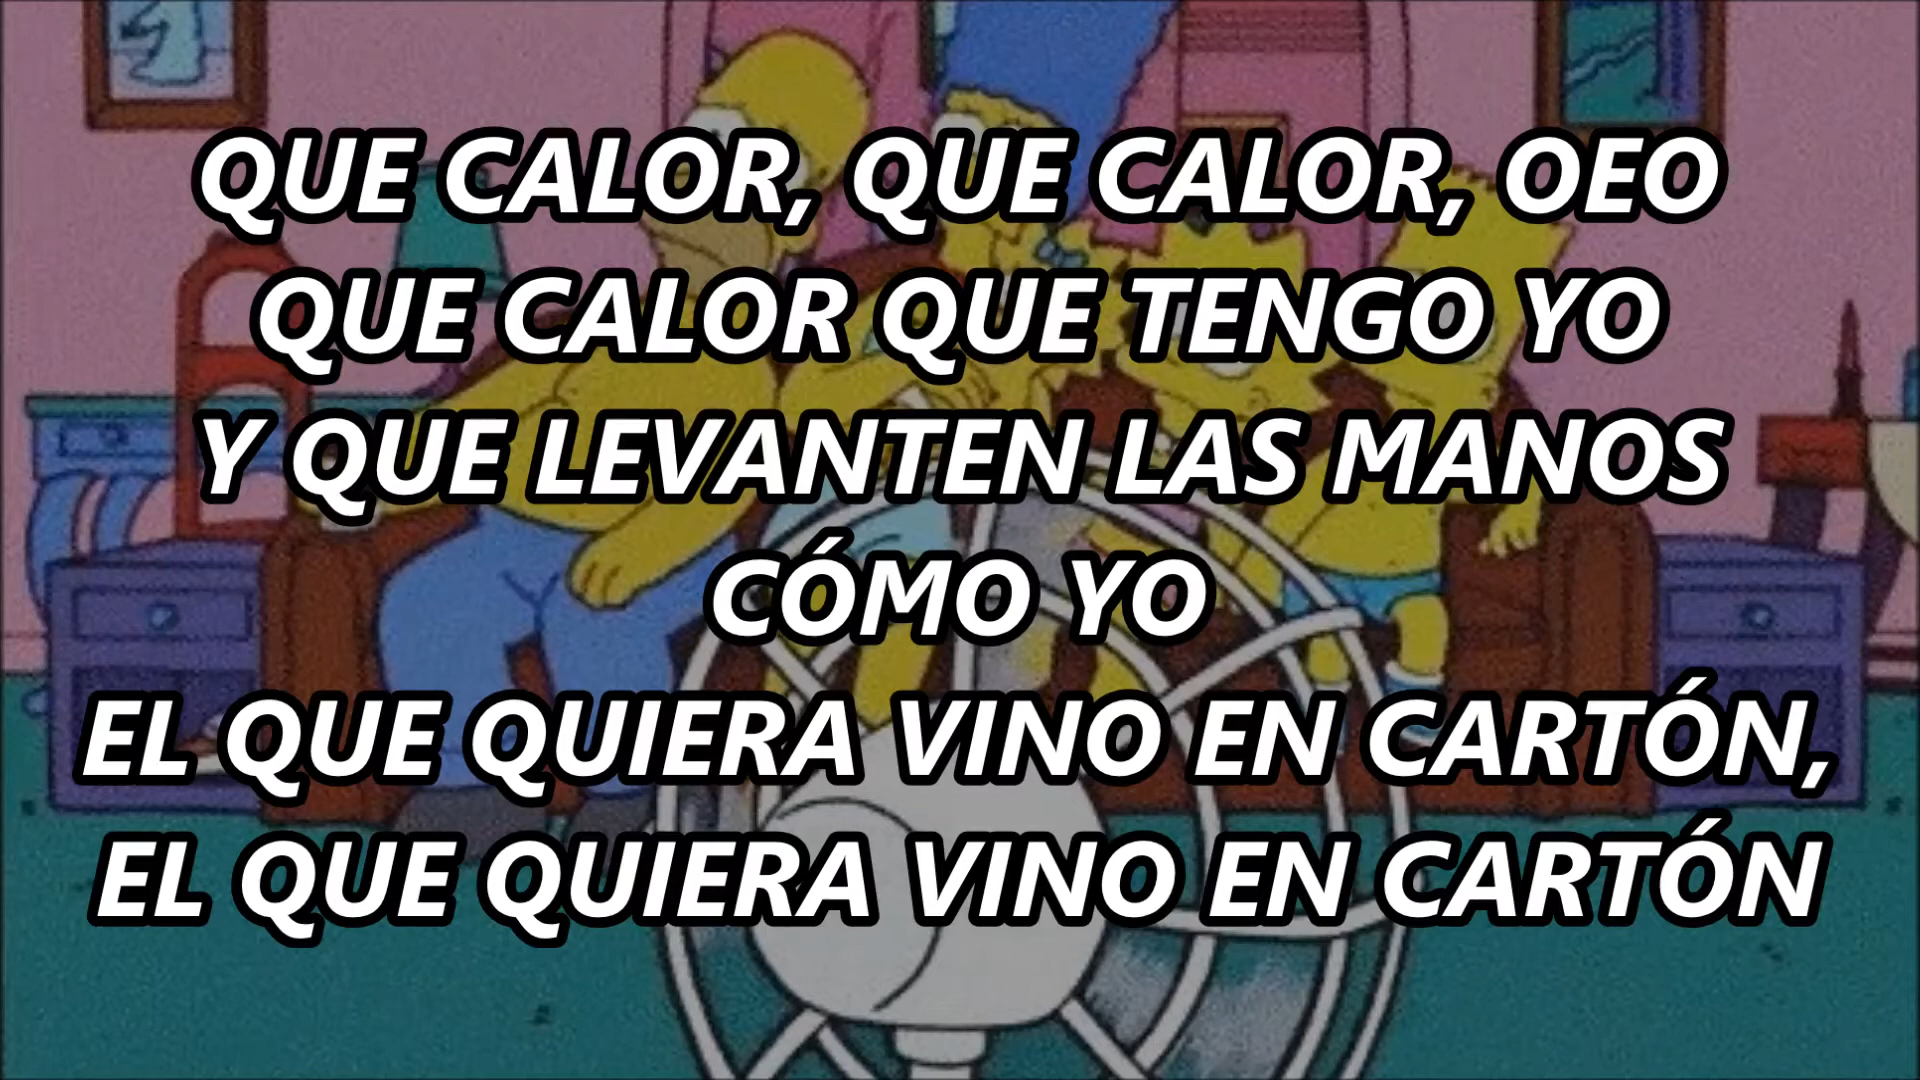 QUE CALOR, QUE CALOR, OEO
QUE CALOR QUE TENGO YO
Y QUE LEVANTEN LAS MANOS
CÓMO YO
EL QUE QUIERA VINO EN CARTÓN,
EL QUE QUIERA VINO EN CARTÓN